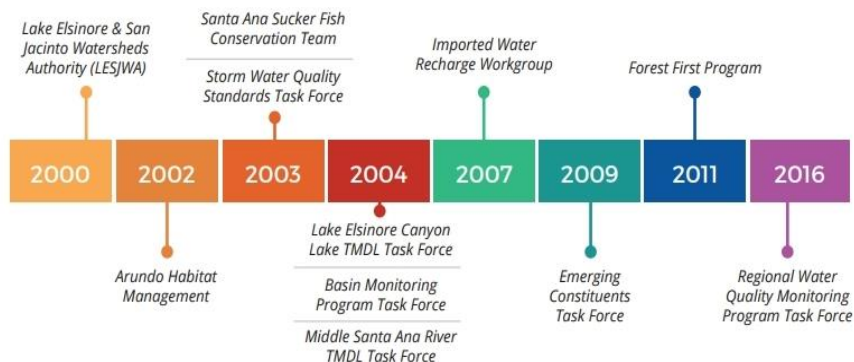 Lake Elsinore & San
Jacinto Watersheds
Authority (LESJWA)
Santa Ana Sucker Fish
Conservation Team
Storm Water Quality
Standards Task Force
Imported Water
Recharge Workgroup
Forest First Program
2000
2002
2003
2004
2007
2009
2011
2016
Arundo Habitat
Management
Lake Elsinore Canyon
Lake TMDL Task Force
Basin Monitoring
Program Task Force
Middle Santa Ana River
TMDL Task Force
Emerging
Constituents
Task Force
Regional Water
Quality Monitoring
Program Task Force